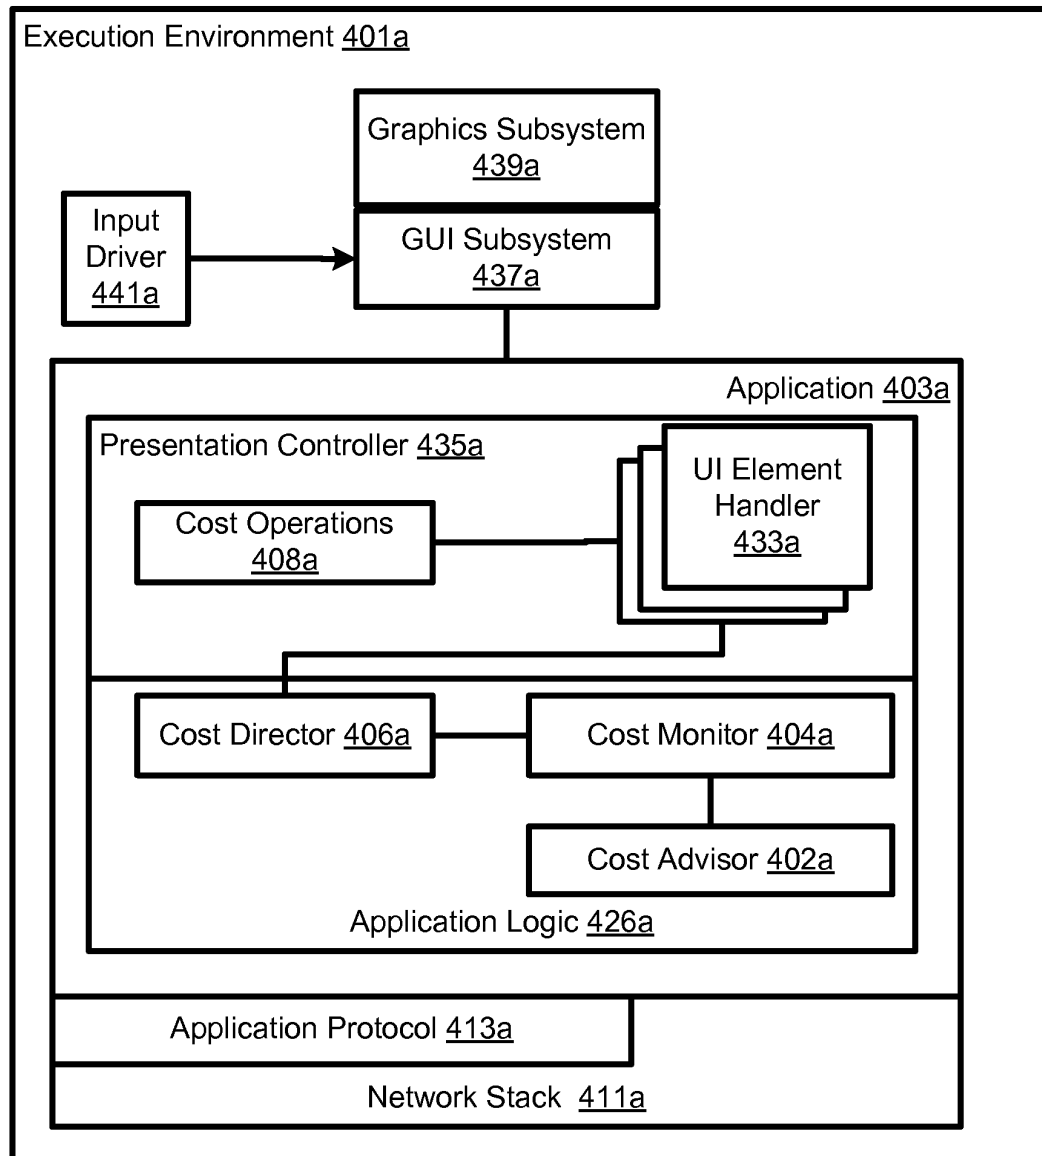 Execution Environment 401a
Graphics Subsystem
439a
Input
Driver
441a
GUI Subsystem
437a
Application 403a
Presentation Controller 435a
UI Element
Handler
433a
Cost Operations
408a
Cost Director 406a
Cost Monitor 404a
Cost Advisor 402a
Application Logic 426a
Application Protocol 413a
Network Stack 411a